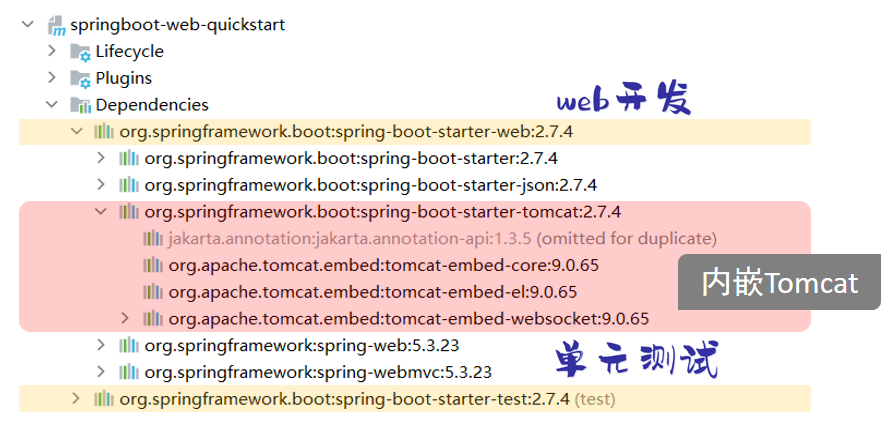 springboot-web-quickstart
Lifecycle
Plugins
Dependencies
web开发
org.springframework.boot:spring-boot-starter-web:2.7.4
org.springframework.boot:spring-boot-starter:2.7.4
org.springframework.boot:spring-boot-starter-json:2.7.4
org.springframework.boot:spring-boot-starter-tomcat:2.7.4
jakarta.annotation:jakarta.annotation-api:1.3.5 (omitted for duplicate)
org.apache.tomcat.embed:tomcat-embed-core:9.0.65
内嵌Tomcat
org.apache.tomcat.embed:tomcat-embed-el:9.0.65
org.apache.tomcat.embed:tomcat-embed-websocket:9.0.65
org.springframework:spring-web:5.3.23
单元测试
org.springframework:spring-webmvc:5.3.23
org.springframework.boot:spring-boot-starter-test:2.7.4 (test)